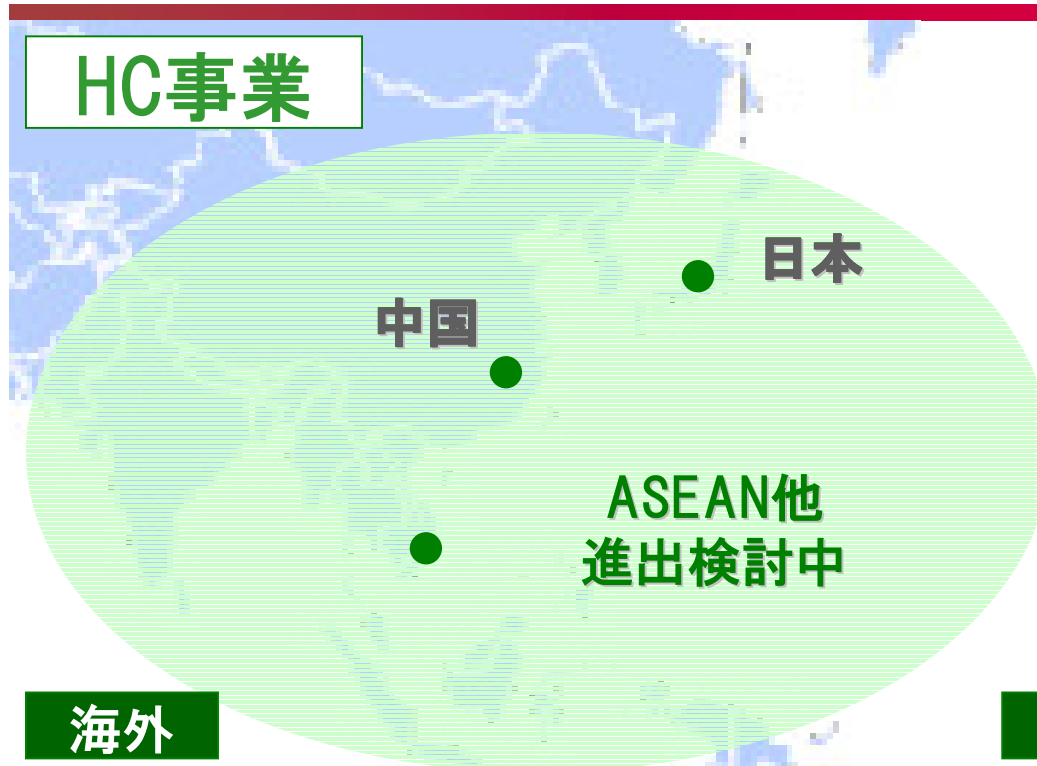 HC事業
日本
中国
ASEAN他
進出検討中
海外